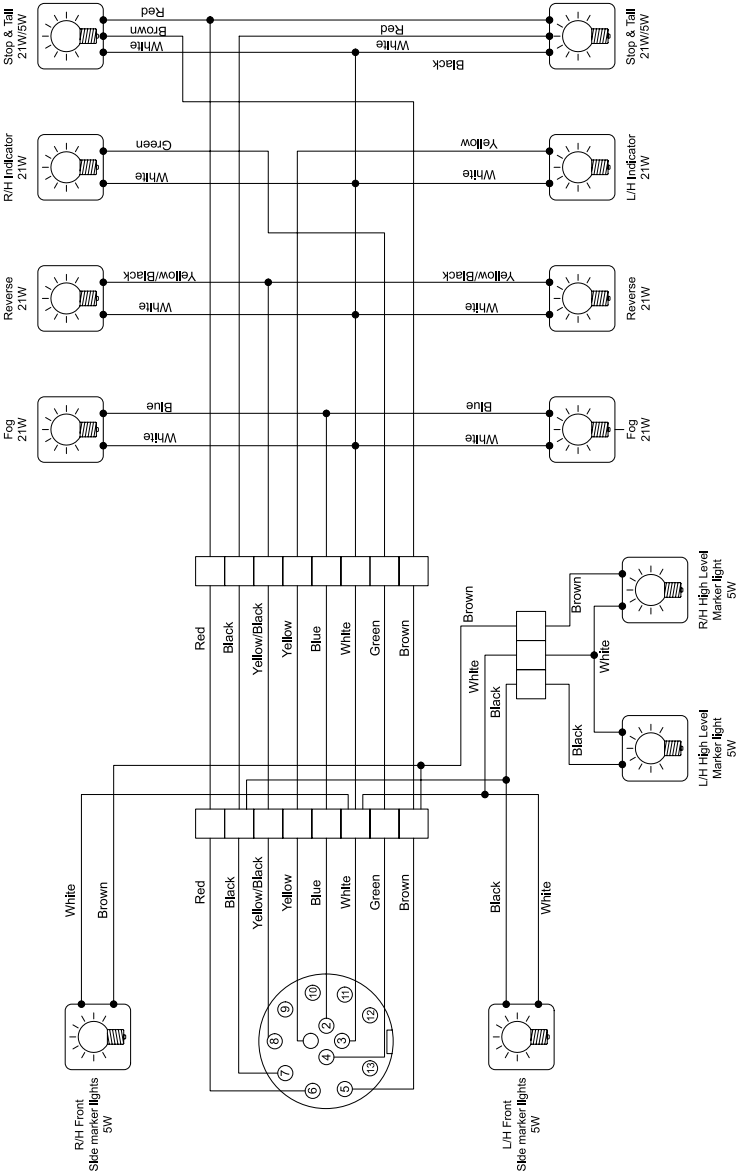 Stop & Tail
21W/5W
Red
Brown
White
Red
White
Black
Stop & Tail
21W/5W
R/H Indicator
21W
Green
White
Yellow
White
L/H Indicator
21W
Reverse
21W
Yellow/Black
White
Yellow/Black
White
Reverse
21W
Fog
21W
Blue
White
Blue
White
Fog
21W
Red
Black
Yellow/Black
Yellow
Blue
White
Green
Brown
Brown
White
Black
Brown
White
Black
R/H High Level
Marker light
5W
L/H High Level
Marker light
5W
White
Brown
Red
Black
Yellow/Black
Yellow
Blue
White
Green
Brown
Black
White
R/H Front
Side marker lights
5W
8
9
10
11
12
13
7
6
5
4
3
2
L/H Front
Side marker lights
5W